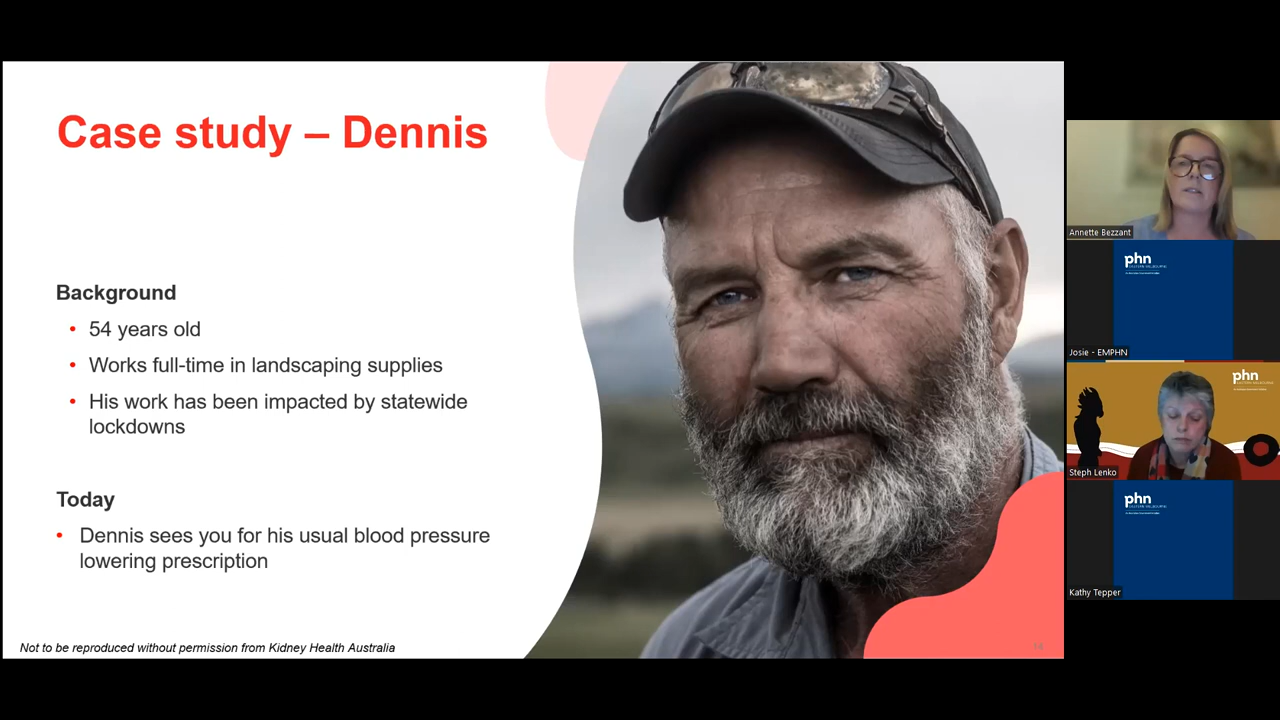 Case study – Dennis
Background
• 54 years old
• Works full-time in landscaping supplies
• His work has been impacted by statewide
lockdowns
Today
• Dennis sees you for his usual blood pressure
lowering prescription
Not to be reproduced without permission from Kidney Health Australia
14
Annette Bezzant
phn
Josie - EMPHN
phn
Steph Lenko
phn
Kathy Tepper